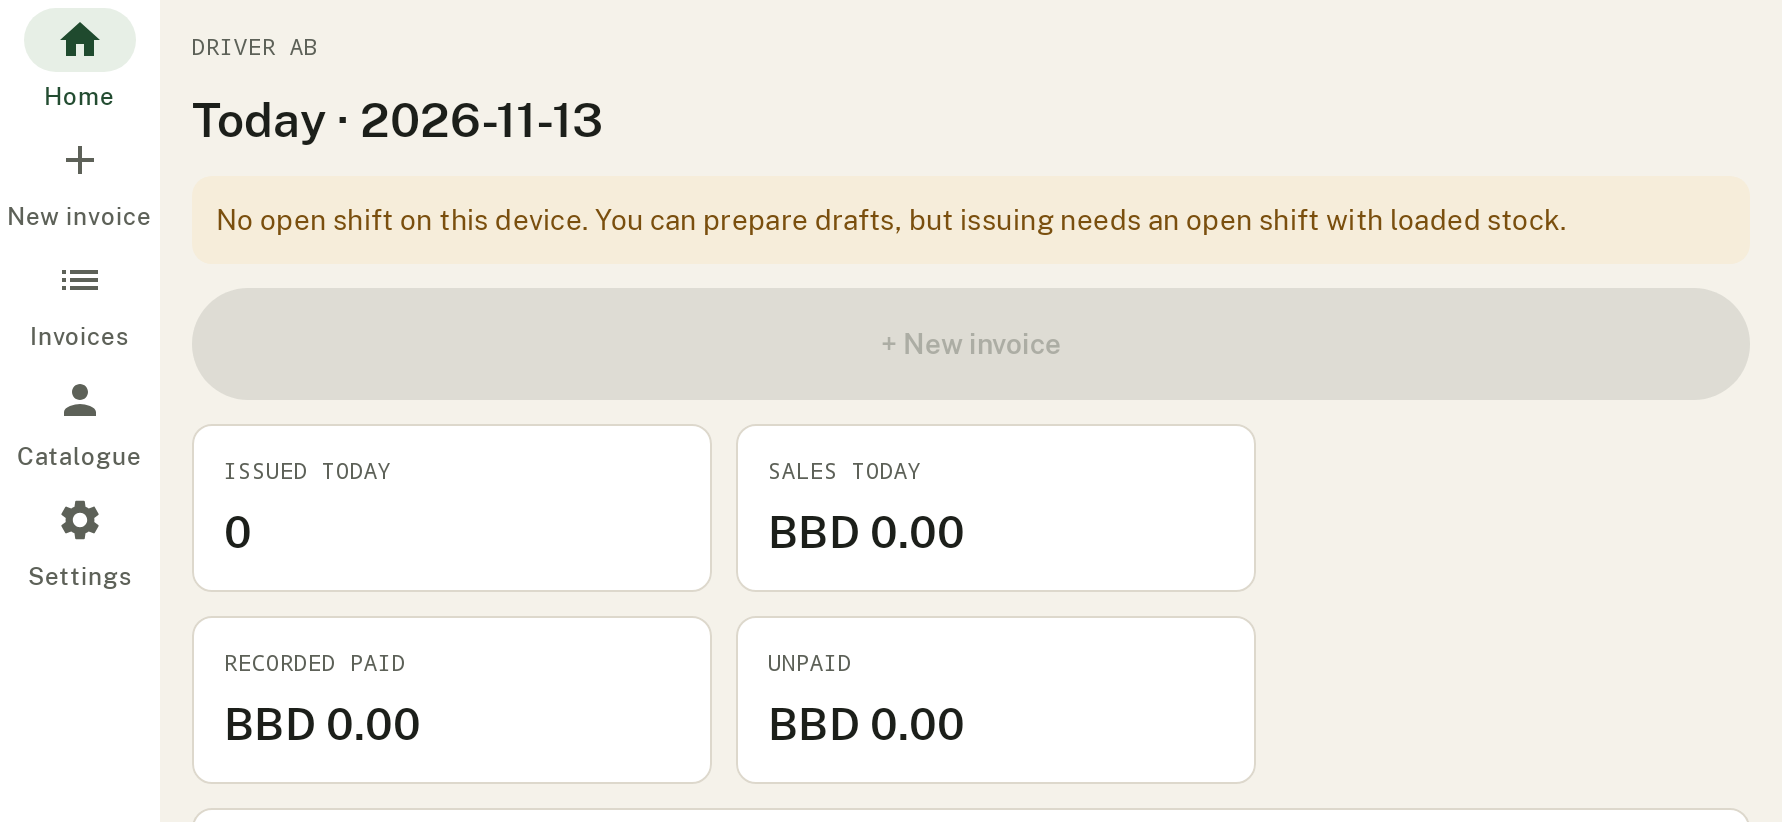 Home
New invoice
Invoices
Catalogue
Settings
DRIVER AB
Today · 2026-11-13
No open shift on this device. You can prepare drafts, but issuing needs an open shift with loaded stock.
+ New invoice
ISSUED TODAY
0
SALES TODAY
BBD 0.00
RECORDED PAID
BBD 0.00
UNPAID
BBD 0.00